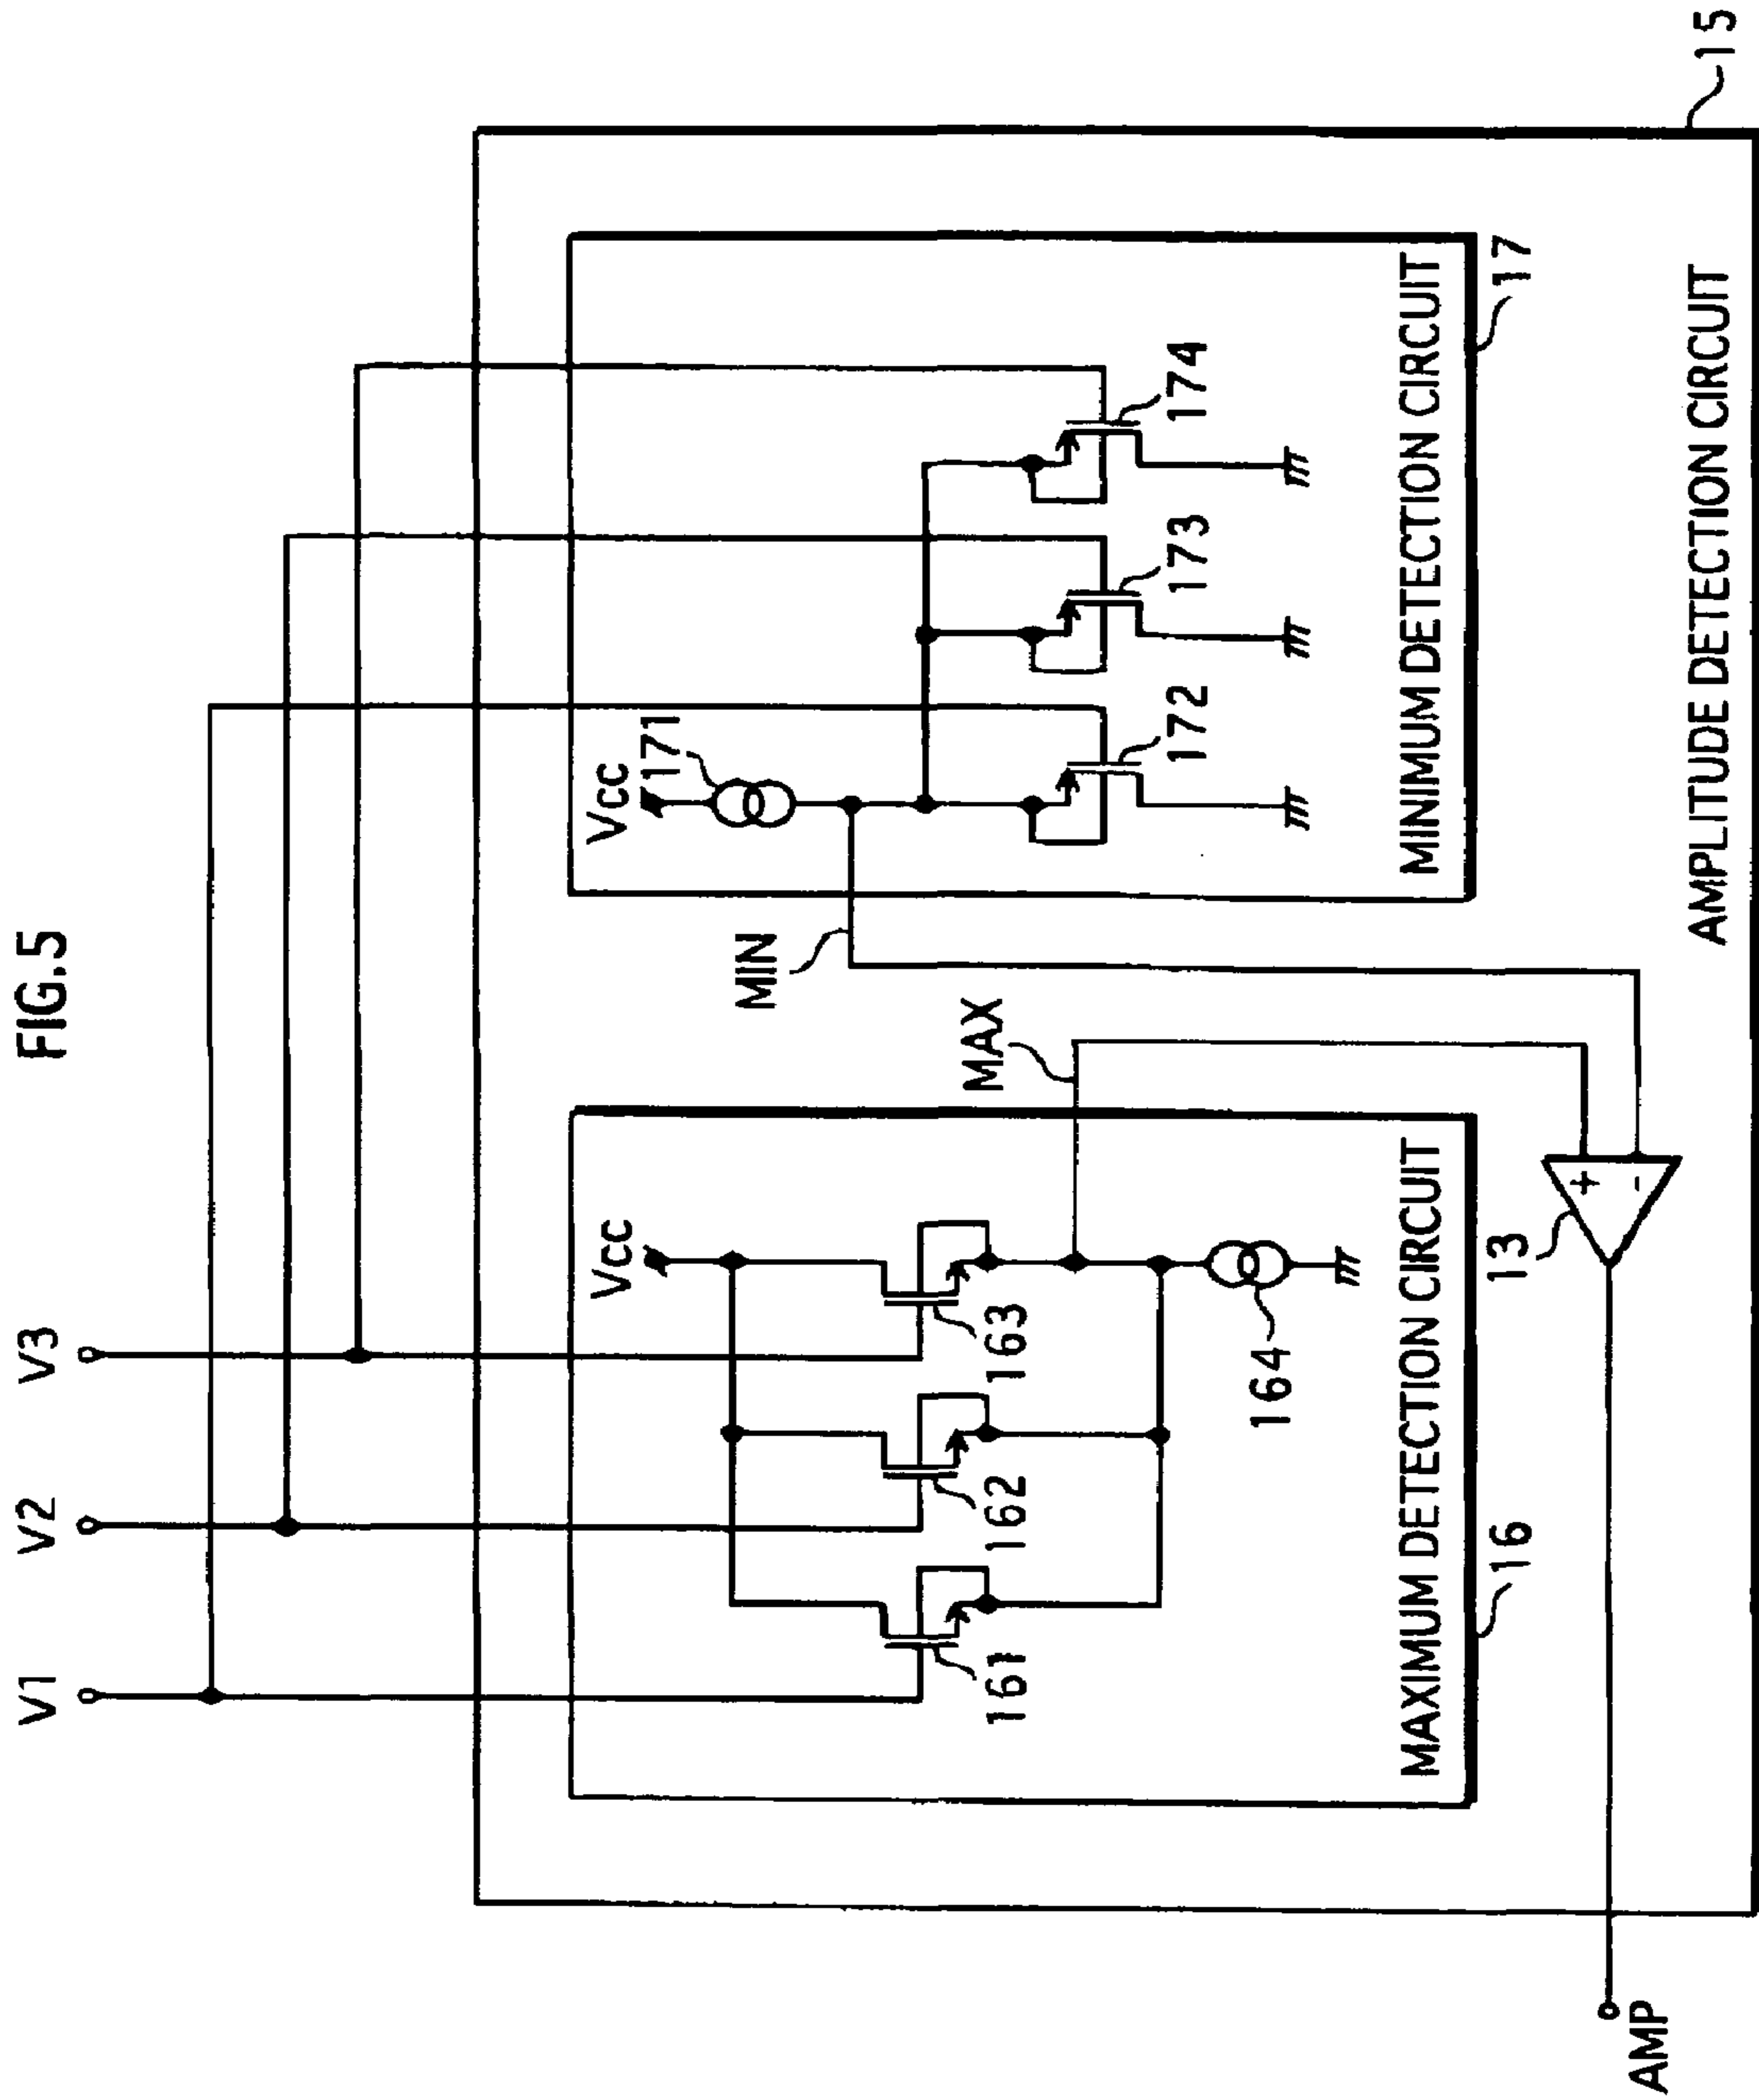 FIG.5
V1
V2
V3
Vcc
161
162
163
164
MAXIMUM DETECTION CIRCUIT
16
MAX
MIN
Vcc
171
172
173
174
MINIMUM DETECTION CIRCUIT
17
13
+
-
AMP
AMPLITUDE DETECTION CIRCUIT
15